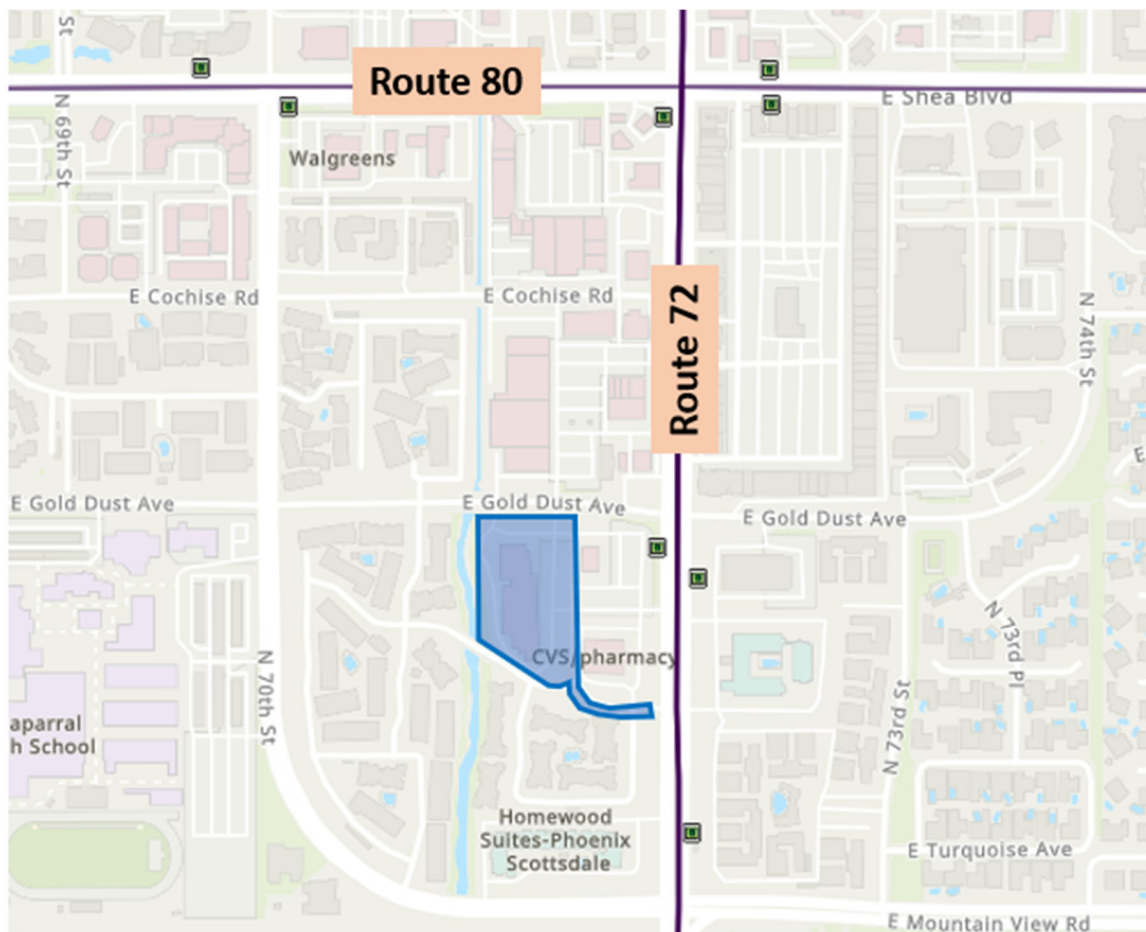 St
Route 80
E Shea Blvd
N 69th St
Walgreens
E Cochise Rd
E Cochise Rd
Route 72
N 74th St
E Gold Dust Ave
E Gold Dust Ave
E Gold Dust Ave
E
N 73rd Pl
CVS/pharmacy
N 70th St
N 73rd St
aparral
h School
Homewood
Suites-Phoenix
Scottsdale
E Turquoise Ave
E Mountain View Rd